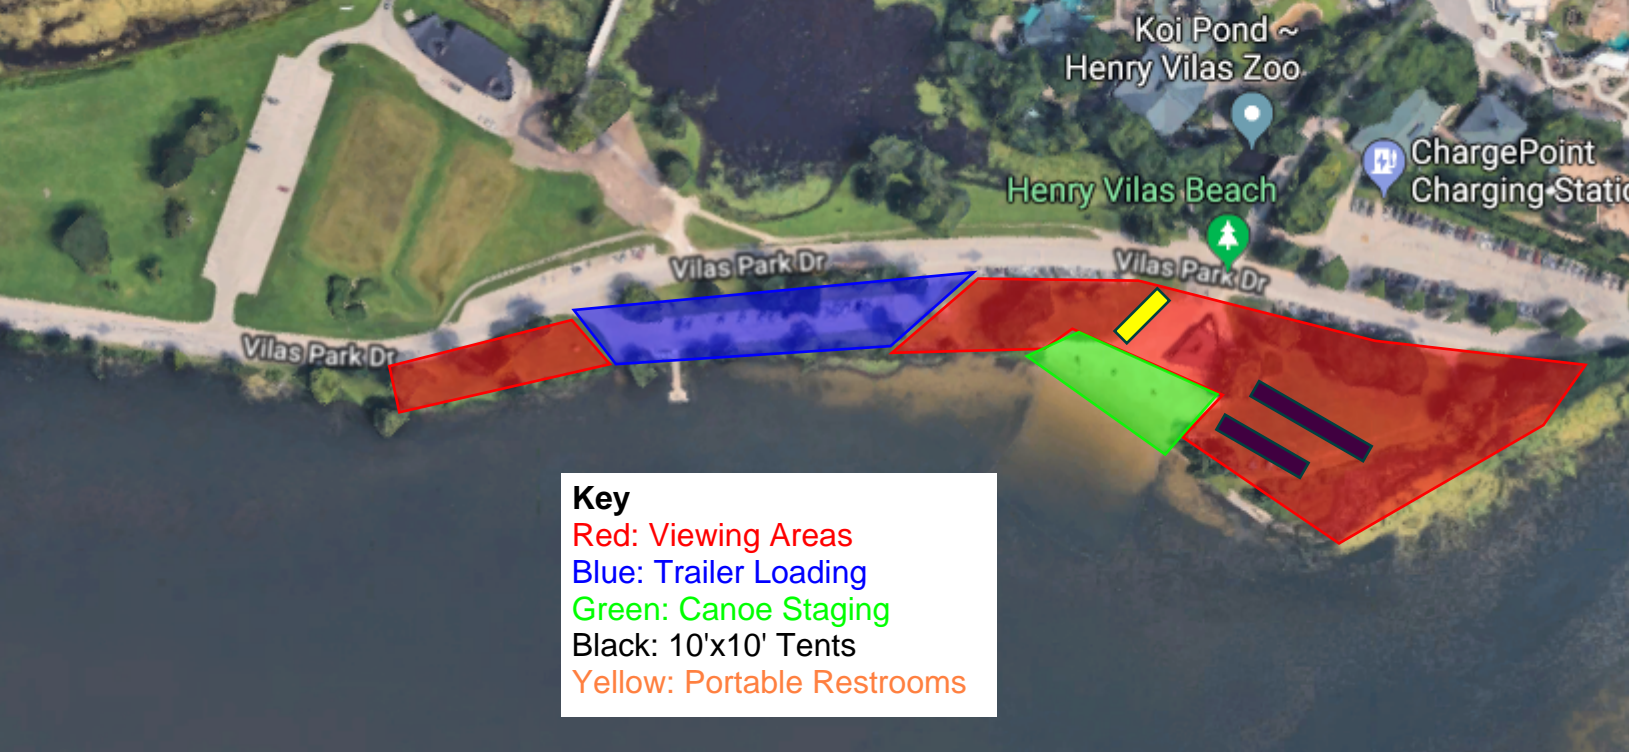 Koi Pond ~
Henry Vilas Zoo
ChargePoint
Charging Static
Henry Vilas Beach
Vilas Park Dr
Vilas Park Dr
Vilas Park Dr
Key
Red: Viewing Areas
Blue: Trailer Loading
Green: Canoe Staging
Black: 10'x10' Tents
Yellow: Portable Restrooms